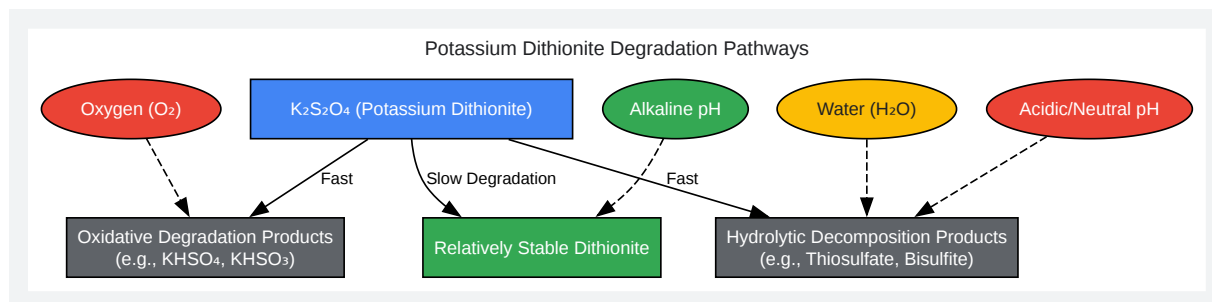 Potassium Dithionite Degradation Pathways
Oxygen (O₂)
K₂S₂O₄ (Potassium Dithionite)
Alkaline pH
Water (H₂O)
Acidic/Neutral pH
Fast
Slow Degradation
Fast
Oxidative Degradation Products
(e.g., KHSO₄, KHSO₃)
Relatively Stable Dithionite
Hydrolytic Decomposition Products
(e.g., Thiosulfate, Bisulfite)